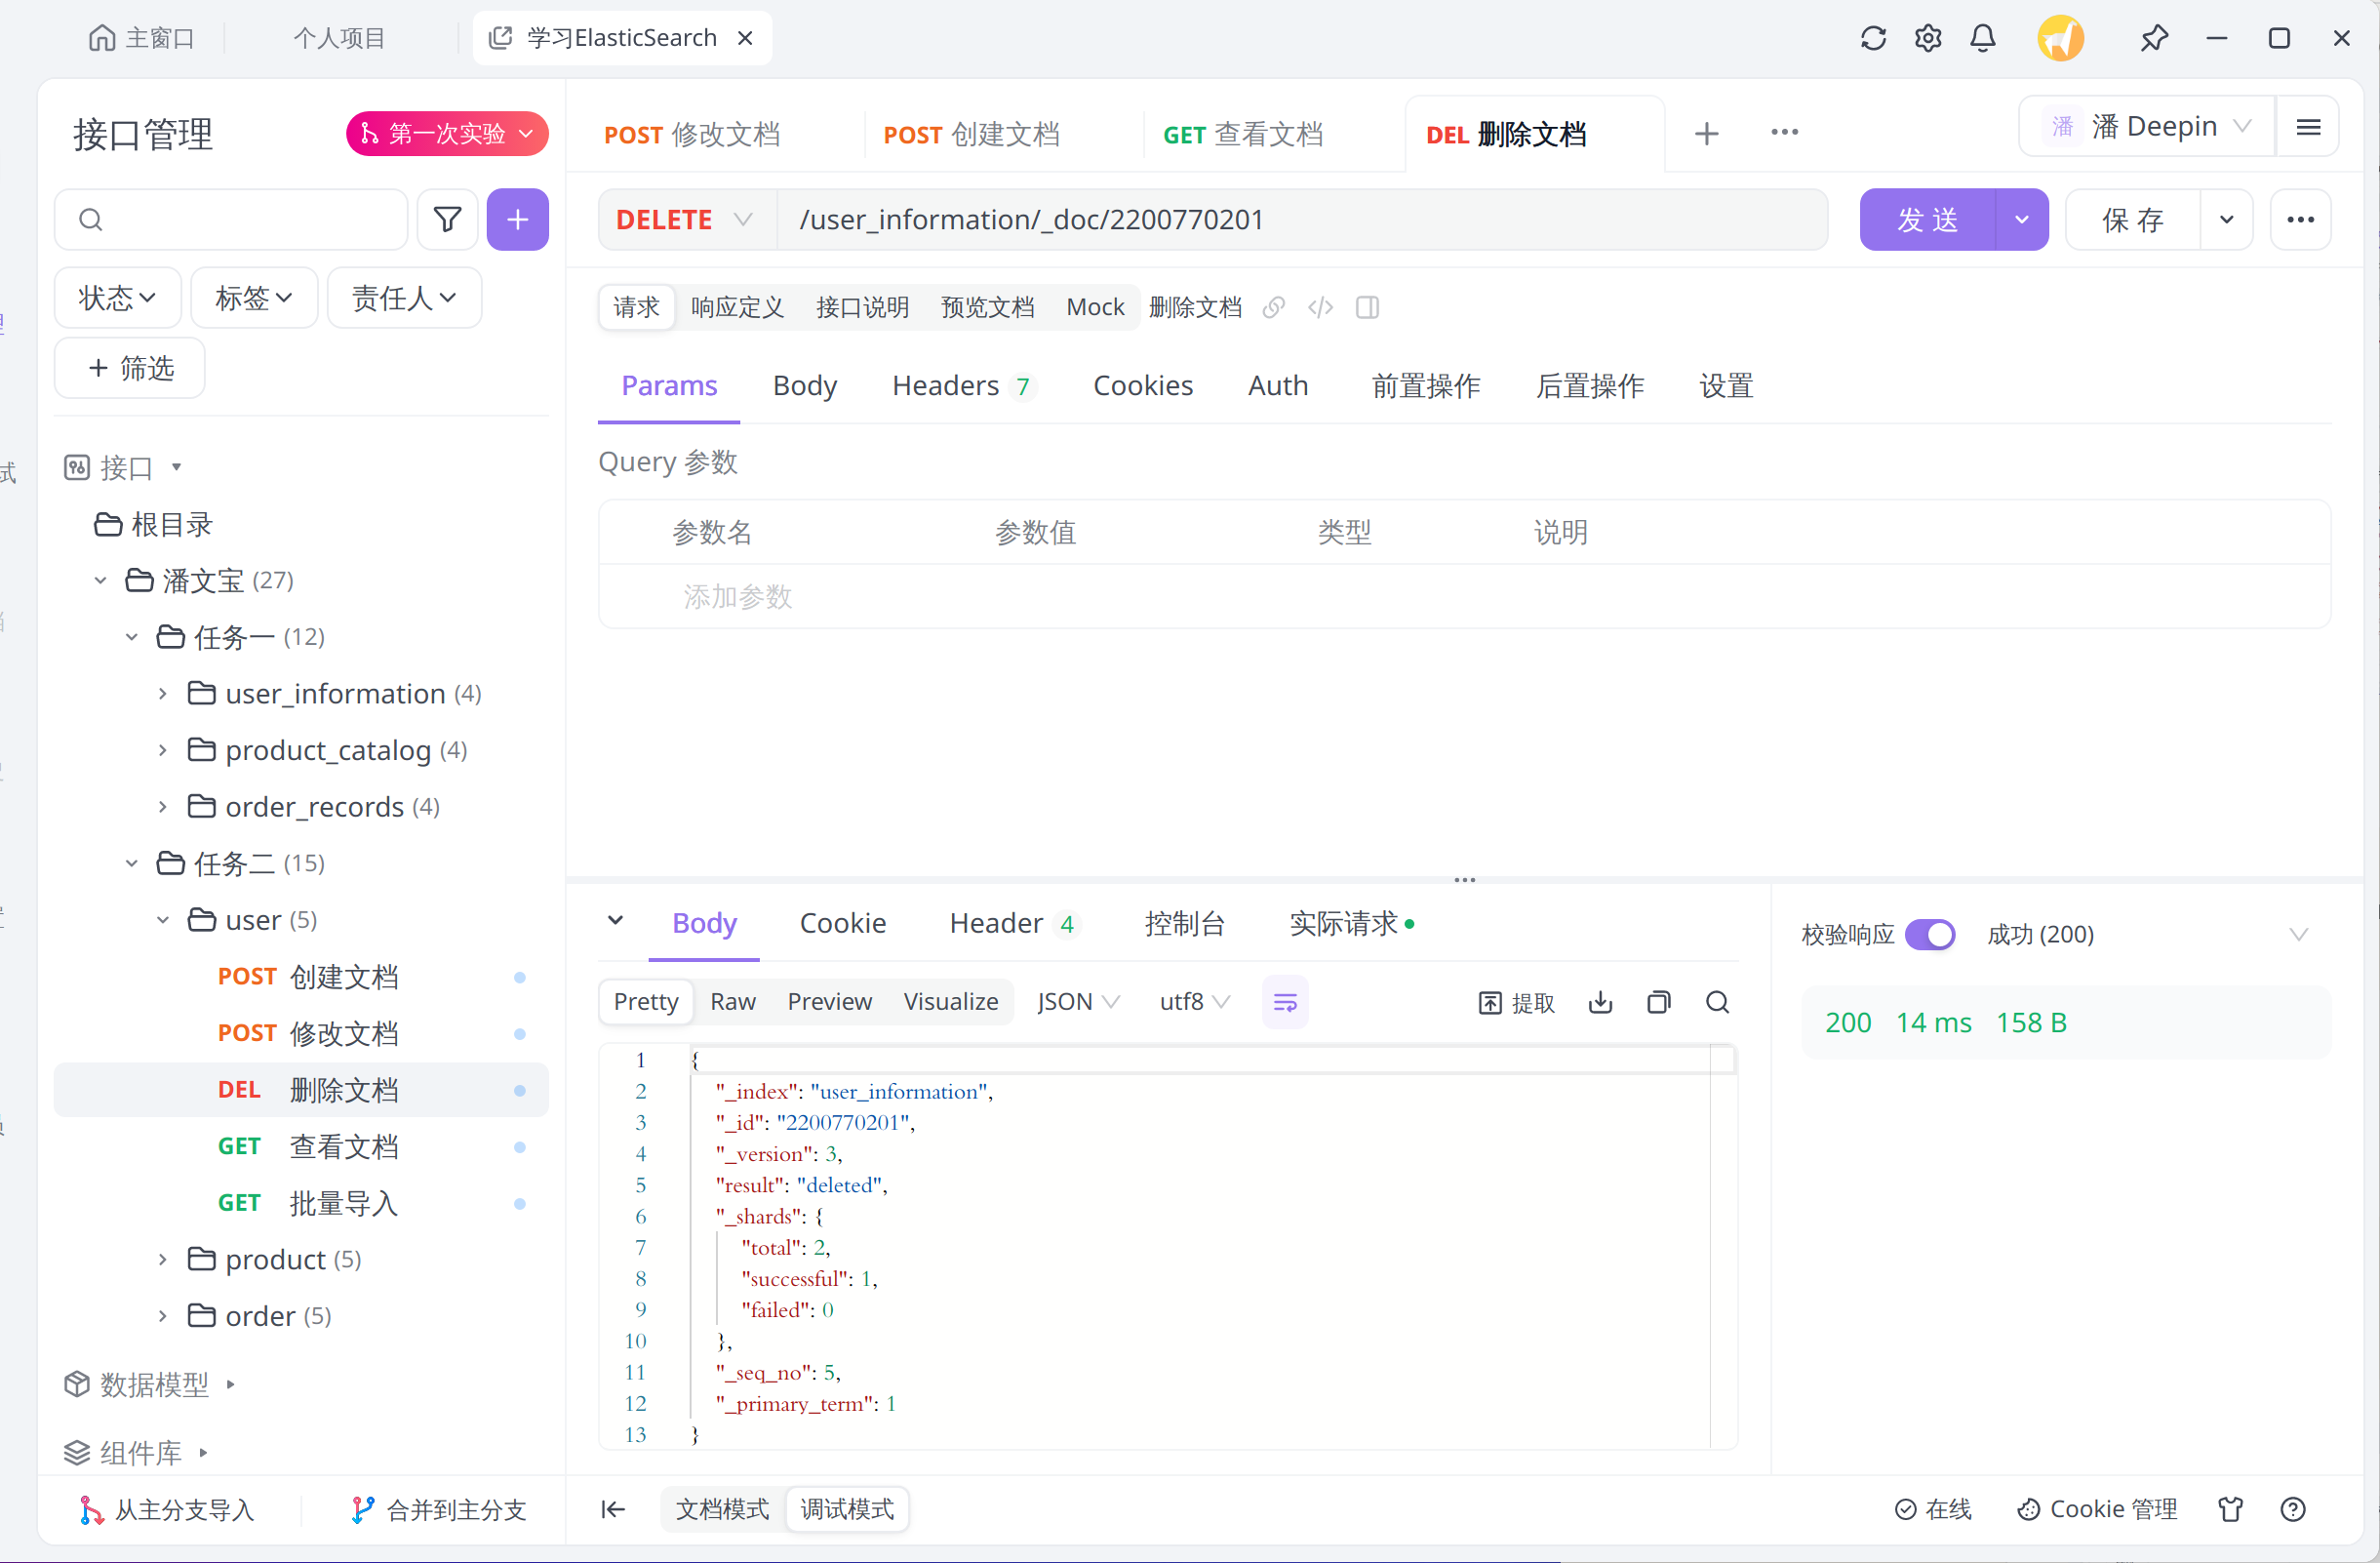 主窗口
个人项目
学习ElasticSearch
接口管理
第一次实验
状态
标签
责任人
筛选
接口
根目录
潘文宝 (27)
任务一 (12)
user_information (4)
product_catalog (4)
order_records (4)
任务二 (15)
user (5)
POST 创建文档
POST 修改文档
DEL 删除文档
GET 查看文档
GET 批量导入
product (5)
order (5)
数据模型
组件库
从主分支导入
合并到主分支
POST 修改文档
POST 创建文档
GET 查看文档
DEL 删除文档
潘 潘 Deepin
DELETE /user_information/_doc/2200770201
发 送
保 存
请求 响应定义 接口说明 预览文档 Mock 删除文档
Params Body Headers 7 Cookies Auth 前置操作 后置操作 设置
Query 参数
参数名 参数值 类型 说明
添加参数
Body Cookie Header 4 控制台 实际请求
Pretty Raw Preview Visualize JSON utf8 提取
1 {
2 "_index": "user_information",
3 "_id": "2200770201",
4 "_version": 3,
5 "result": "deleted",
6 "_shards": {
7 "total": 2,
8 "successful": 1,
9 "failed": 0
10 },
11 "_seq_no": 5,
12 "_primary_term": 1
13 }
校验响应 成功 (200)
200 14 ms 158 B
文档模式 调试模式
在线 Cookie 管理